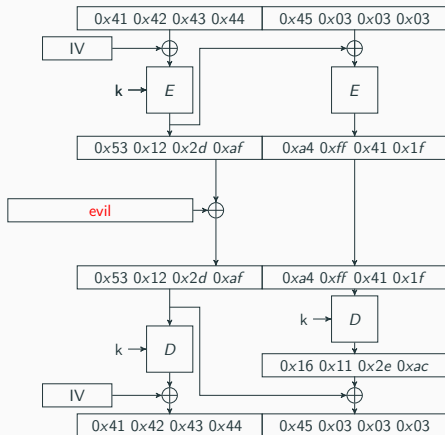 0x41 0x42 0x43 0x44 0x45 0x03 0x03 0x03
IV
k E E
0x53 0x12 0x2d 0xaf 0xa4 0xff 0x41 0x1f
evil
0x53 0x12 0x2d 0xaf 0xa4 0xff 0x41 0x1f
k D
k D
0x16 0x11 0x2e 0xac
IV
0x41 0x42 0x43 0x44 0x45 0x03 0x03 0x03